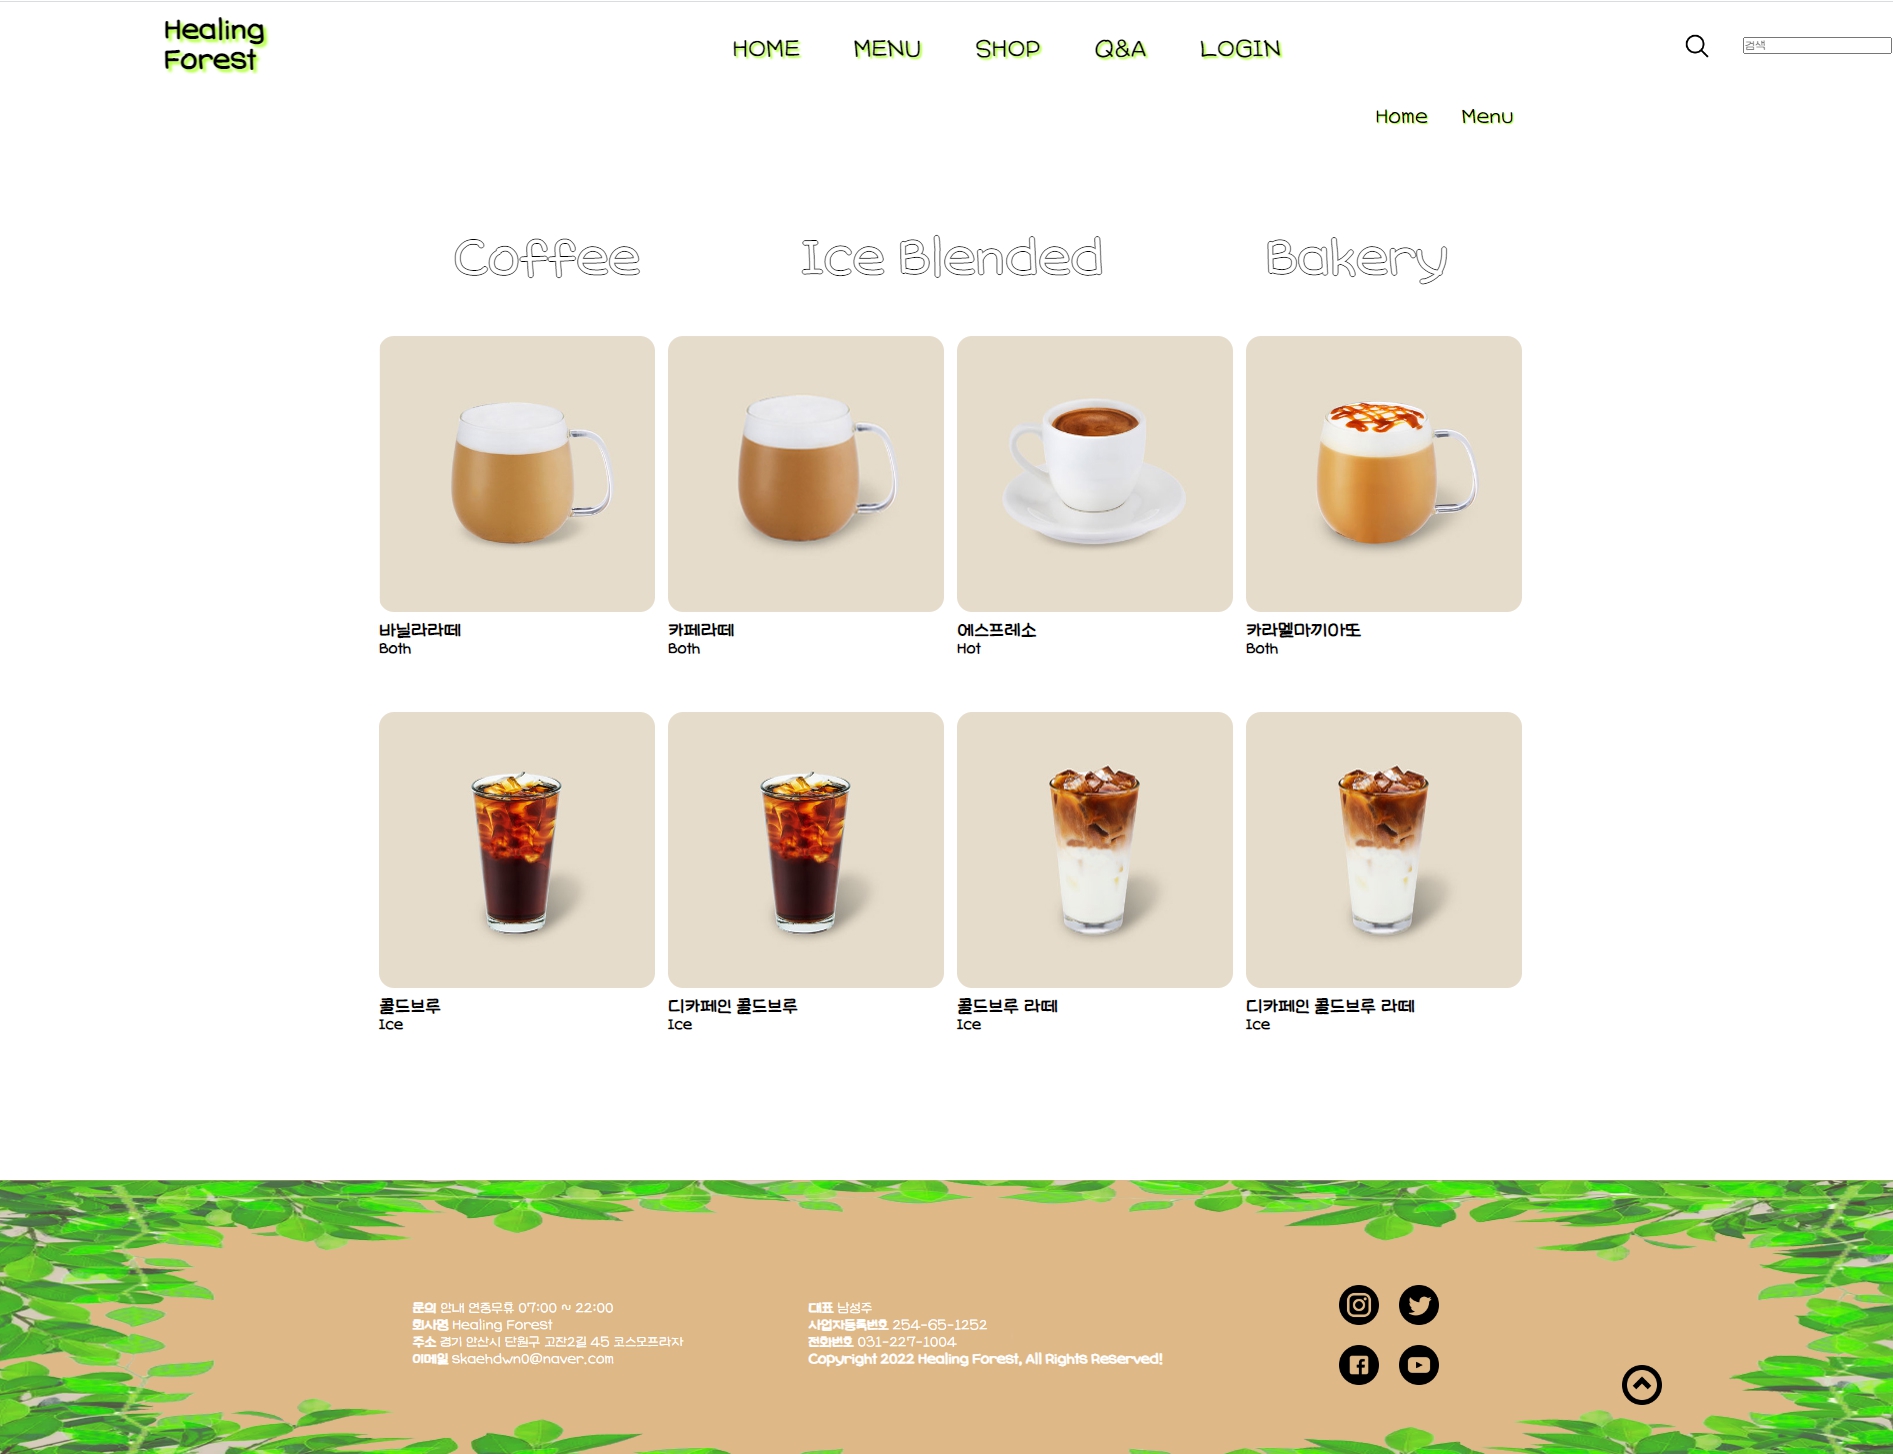 Healing
Forest
HOME MENU SHOP Q&A LOGIN
검색
Home Menu
Coffee Ice Blended Bakery
바닐라라떼 카페라떼 에스프레소 카라멜마끼아또
Both Both Hot Both
콜드브루 디카페인 콜드브루 콜드브루 라떼 디카페인 콜드브루 라떼
Ice Ice Ice Ice
문의 안내 연중무휴 07:00 ~ 22:00
회사명 Healing Forest
주소 경기 안산시 단원구 고잔2길 45 코스모프라자
이메일 skaehdwn0@naver.com
대표 남성주
사업자등록번호 254-65-1252
전화번호 031-227-1004
Copyright 2022 Healing Forest, All Rights Reserved!